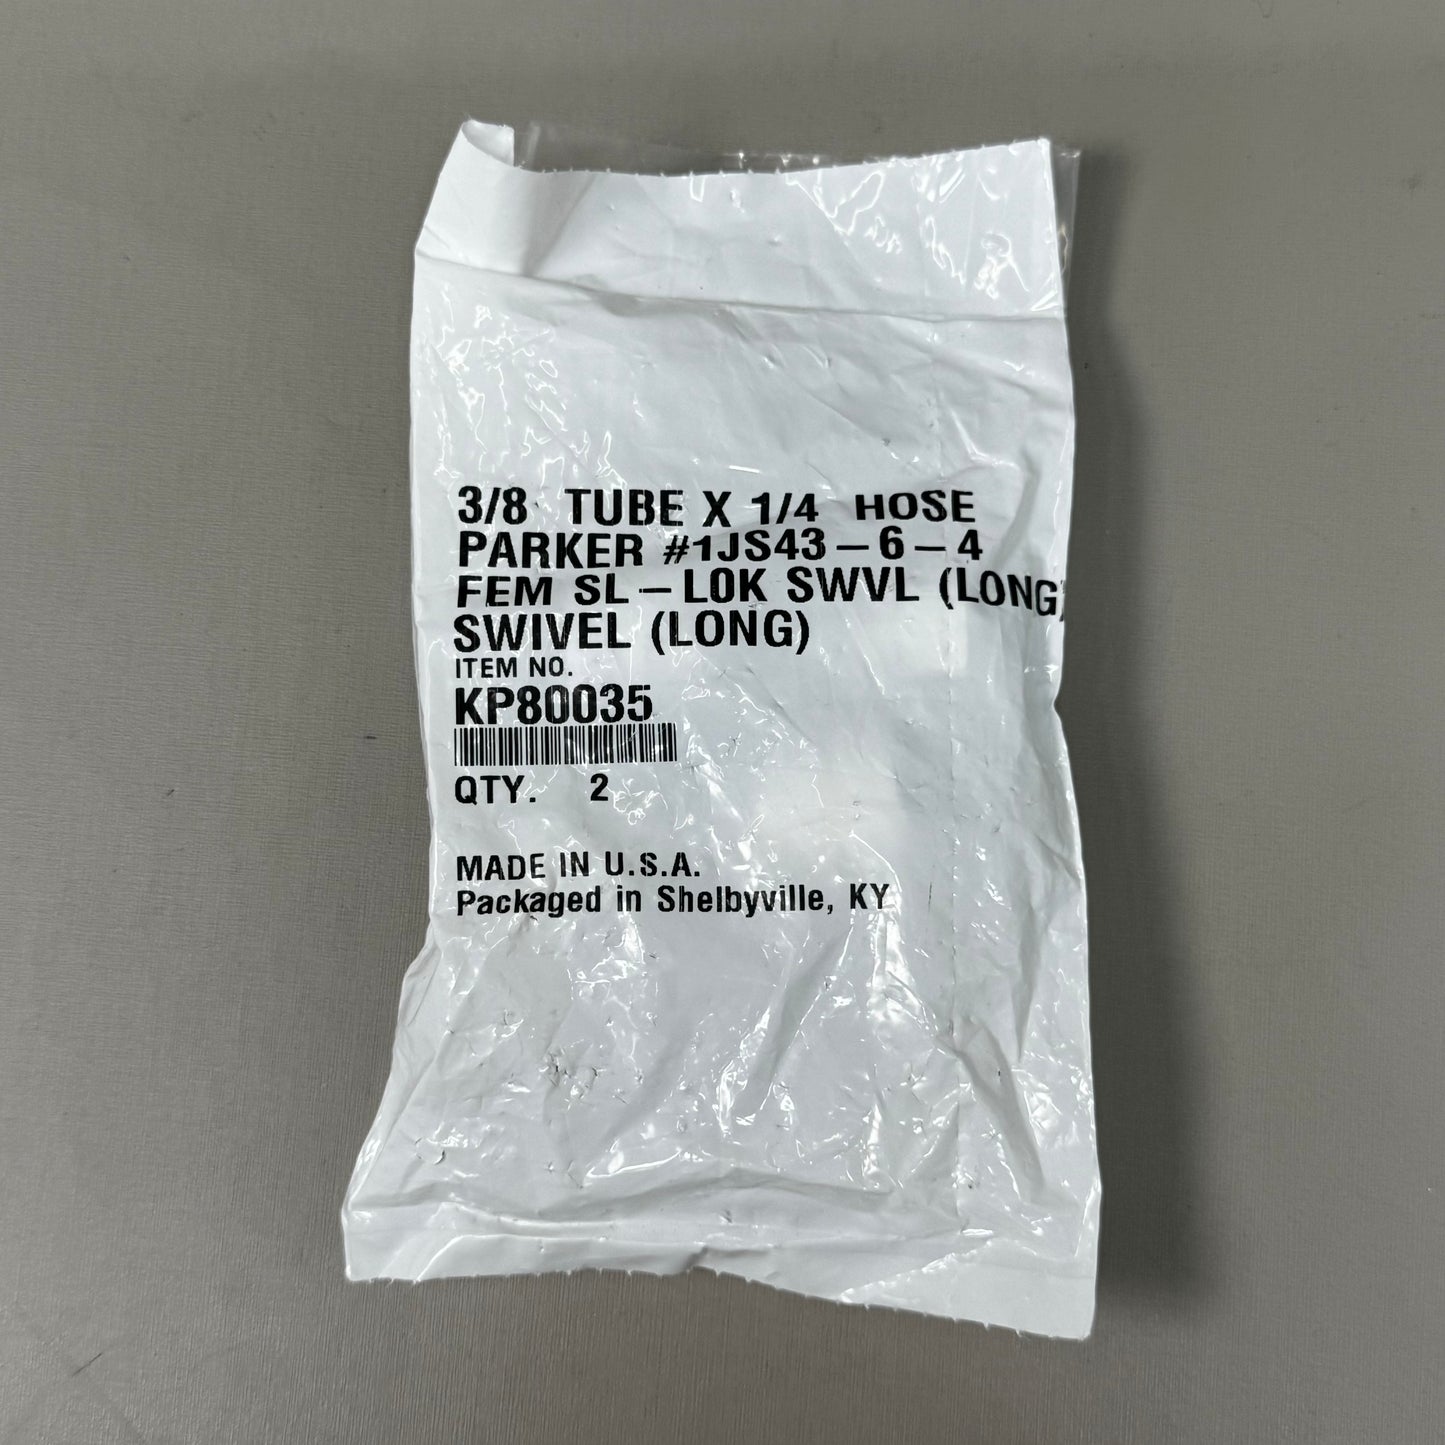 3/8 TUBE X 1/4 HOSE
PARKER #1JS43-6-4
FEM SL-LOK SWVL (LONG)
SWIVEL (LONG)
ITEM NO.
KP80035
QTY. 2
MADE IN U.S.A.
Packaged in Shelbyville, KY